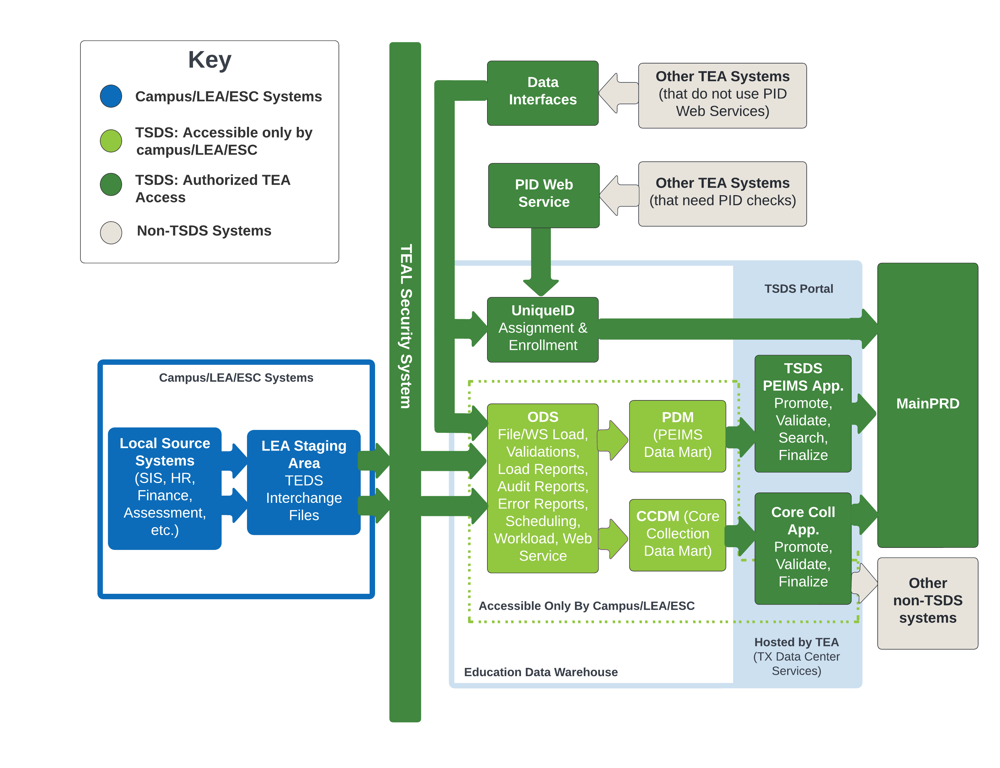 Key
Campus/LEA/ESC Systems
TSDS: Accessible only by
campus/LEA/ESC
TSDS: Authorized TEA
Access
Non-TSDS Systems
TEAL Security System
Data
Interfaces
Other TEA Systems
(that do not use PID
Web Services)
PID Web
Service
Other TEA Systems
(that need PID checks)
TSDS Portal
UniqueID
Assignment &
Enrollment
MainPRD
Campus/LEA/ESC Systems
Local Source
Systems
(SIS, HR,
Finance,
Assessment,
etc.)
LEA Staging
Area
TEDS
Interchange
Files
ODS
File/WS Load,
Validations,
Load Reports,
Audit Reports,
Error Reports,
Scheduling,
Workload, Web
Service
PDM
(PEIMS
Data Mart)
CCDM (Core
Collection
Data Mart)
TSDS
PEIMS App.
Promote,
Validate,
Search,
Finalize
Core Coll
App.
Promote,
Validate,
Finalize
Other
non-TSDS
systems
Accessible Only By Campus/LEA/ESC
Hosted by TEA
(TX Data Center
Services)
Education Data Warehouse